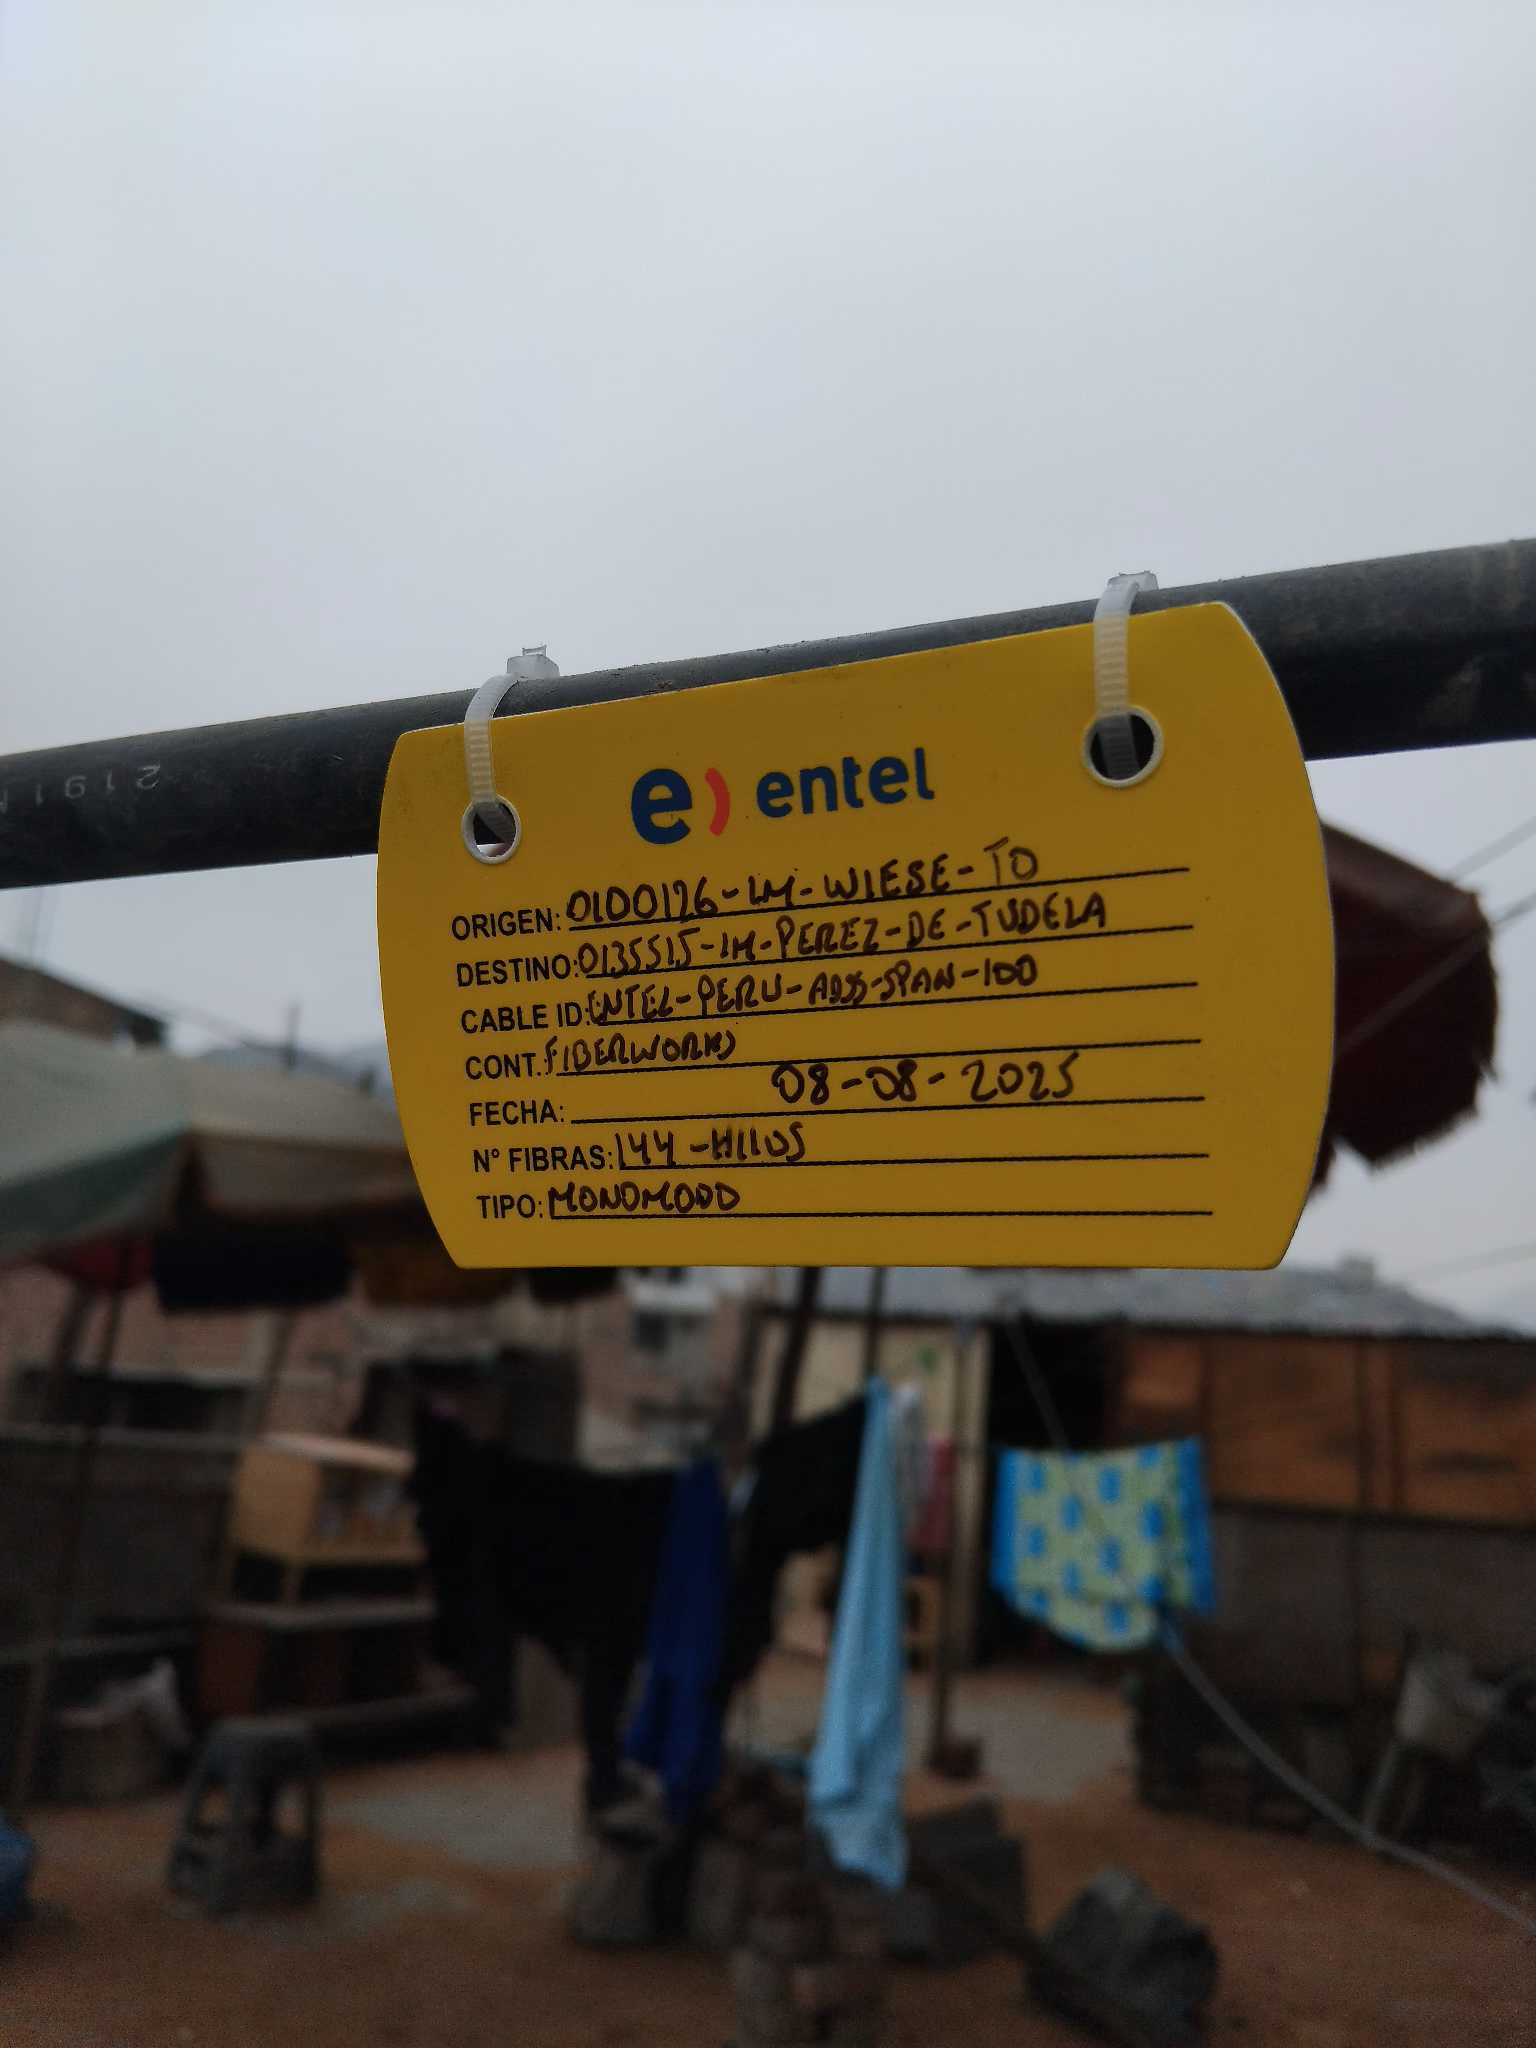 e) entel
ORIGEN: 0100126-LM-WIESE-TO
DESTINO: 0135515-LM-PEREZ-DE-TUDELA
CABLE ID: ENTEL-PERU-ADSS-SPAN-100
CONT. FIBERWORKS
FECHA: 08-08-2025
N° FIBRAS: 144-HILOS
TIPO: MONOMODO